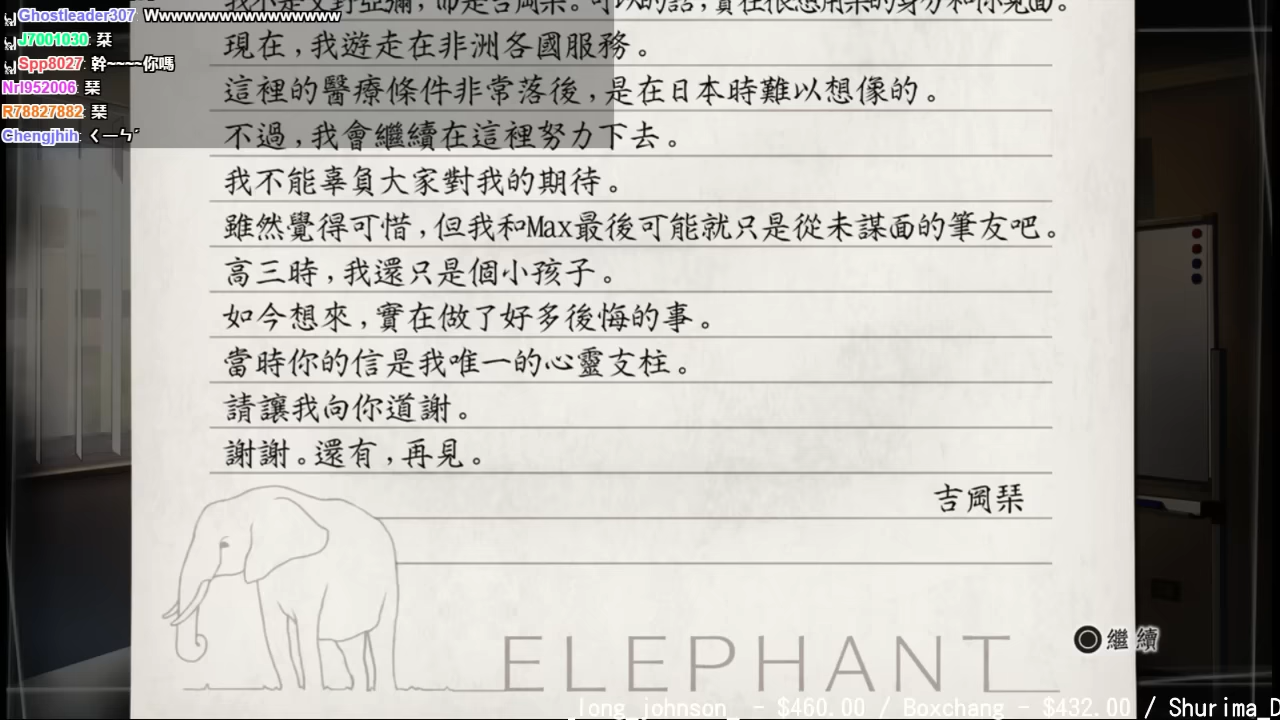 Ghostleader307: Wwwwwwwwwwwwwwwww
J7001030: 琹
Spp8027: 幹~~~~你嗎
Nrl952006: 琴
R78827882: 琹
Chengjhih: ㄑㄧㄣˊ
現在，我遊走在非洲各國服務。
這裡的醫療條件非常落後，是在日本時難以想像的。
不過，我會繼續在這裡努力下去。
我不能辜負大家對我的期待。
雖然覺得可惜，但我和Max最後可能就只是從未謀面的筆友吧。
高三時，我還只是個小孩子。
如今想來，實在做了好多後悔的事。
當時你的信是我唯一的心靈支柱。
請讓我向你道謝。
謝謝。還有，再見。
吉岡琹
ELEPHANT
繼續
long_johnson_ - $460.00 / Boxchang - $432.00 / Shurima_D